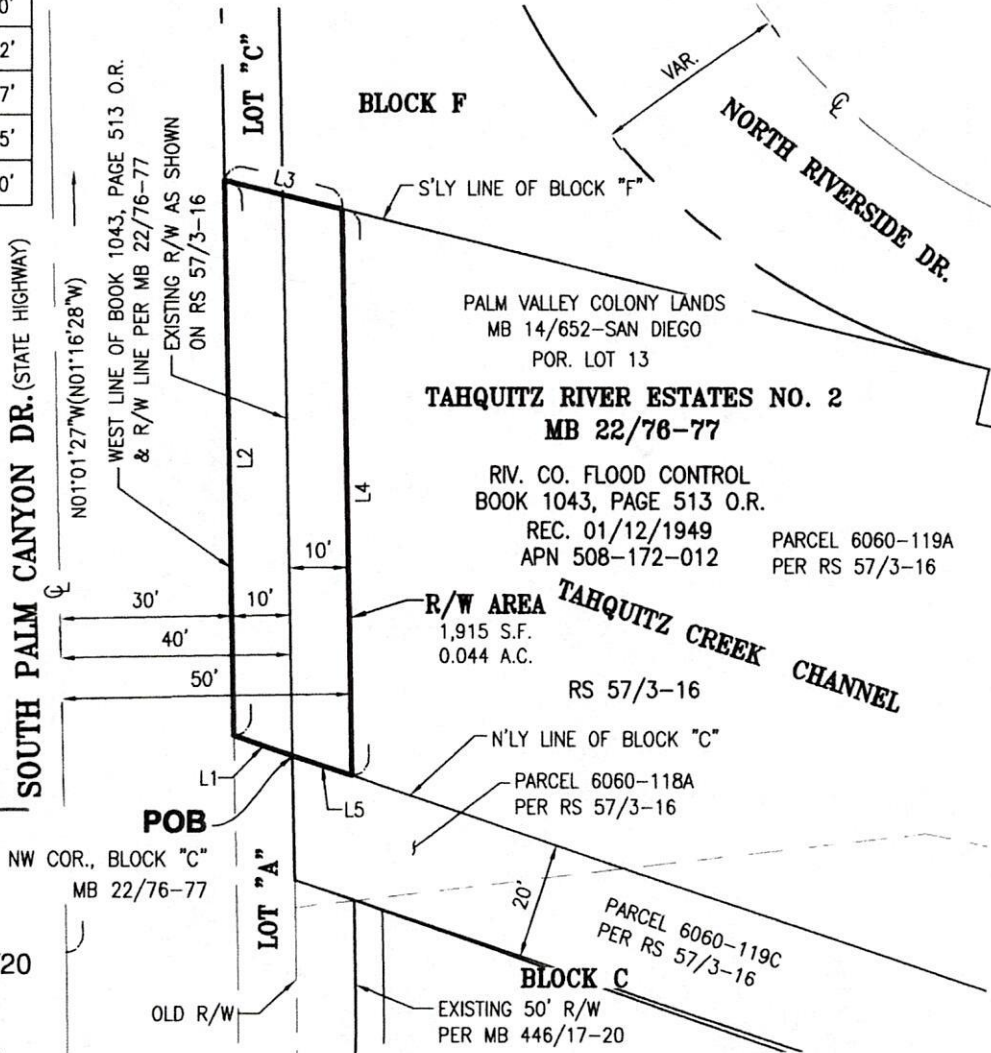 0'
2'
7'
5'
0'
LOT "C"
BLOCK F
VAR.
℄
NORTH RIVERSIDE DR.
L3
S'LY LINE OF BLOCK "F"
SOUTH PALM CANYON DR. (STATE HIGHWAY)
N01°01'27"W(N01°16'28"W)
WEST LINE OF BOOK 1043, PAGE 513 O.R.
& R/W LINE PER MB 22/76-77
EXISTING R/W AS SHOWN
ON RS 57/3-16
PALM VALLEY COLONY LANDS
MB 14/652-SAN DIEGO
POR. LOT 13
TAHQUITZ RIVER ESTATES NO. 2
MB 22/76-77
L2
L4
RIV. CO. FLOOD CONTROL
BOOK 1043, PAGE 513 O.R.
REC. 01/12/1949
APN 508-172-012
PARCEL 6060-119A
PER RS 57/3-16
℄
10'
30'
10'
40'
50'
R/W AREA
1,915 S.F.
0.044 A.C.
TAHQUITZ CREEK CHANNEL
RS 57/3-16
N'LY LINE OF BLOCK "C"
L1
L5
PARCEL 6060-118A
PER RS 57/3-16
POB
NW COR., BLOCK "C"
MB 22/76-77
LOT "A"
20'
PARCEL 6060-119C
PER RS 57/3-16
20
BLOCK C
OLD R/W
EXISTING 50' R/W
PER MB 446/17-20